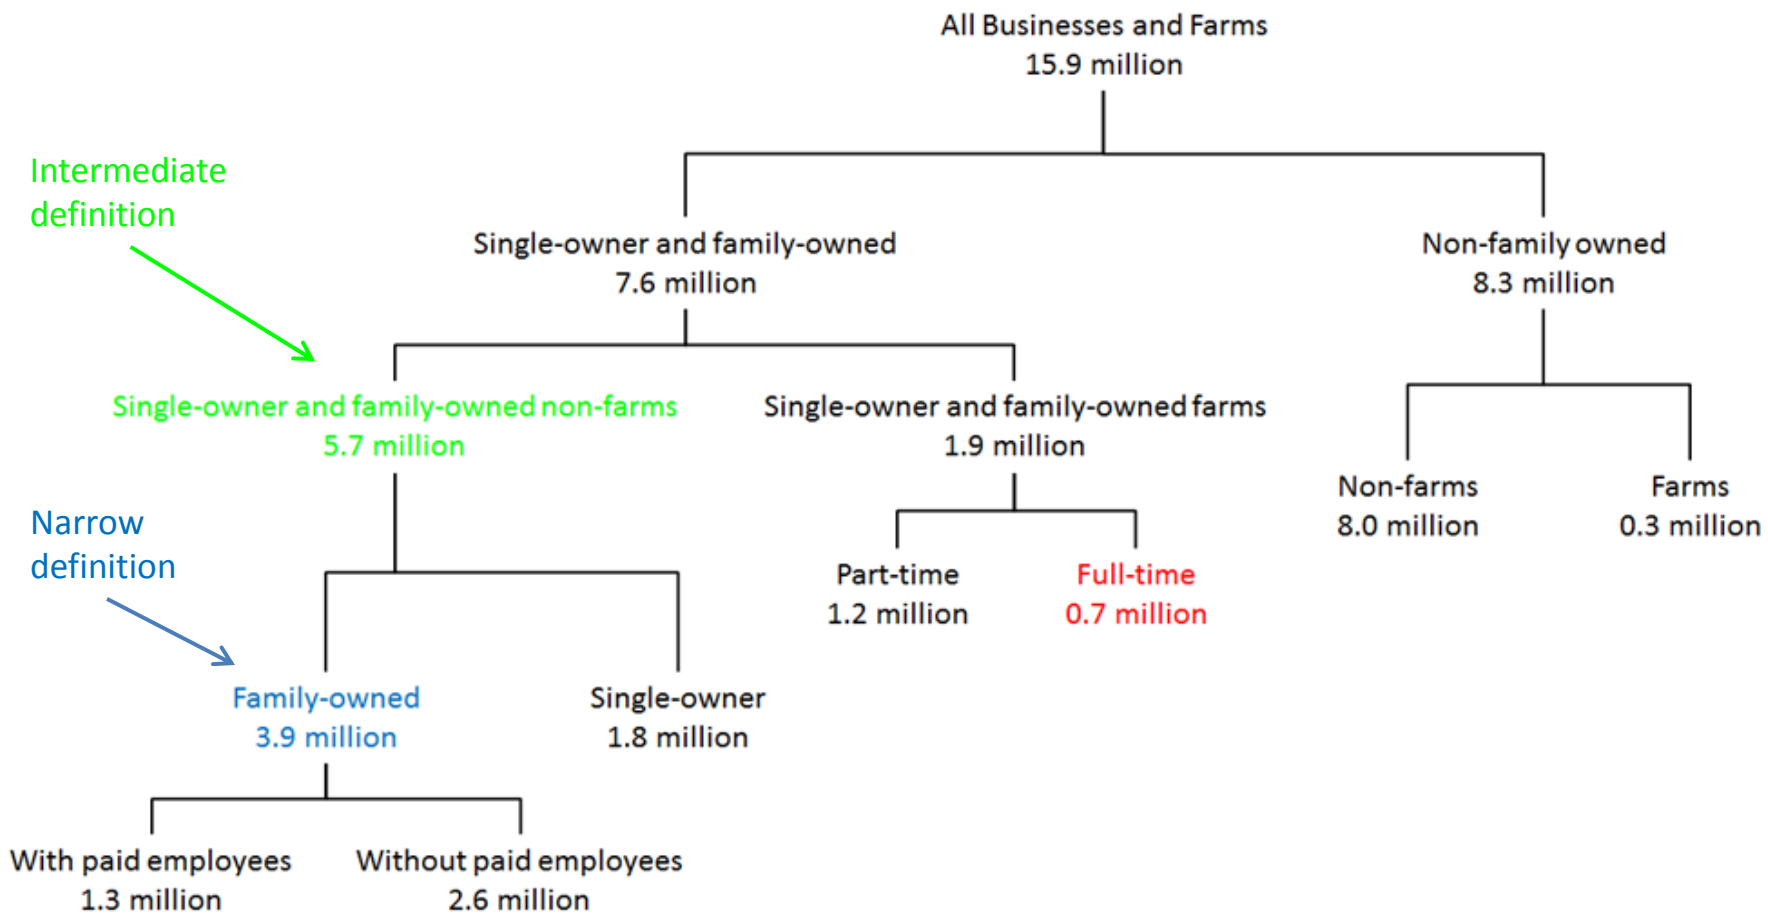 All Businesses and Farms
15.9 million
Intermediate
definition
Single-owner and family-owned
7.6 million
Non-family owned
8.3 million
Single-owner and family-owned non-farms
5.7 million
Single-owner and family-owned farms
1.9 million
Non-farms
8.0 million
Farms
0.3 million
Narrow
definition
Part-time
1.2 million
Full-time
0.7 million
Family-owned
3.9 million
Single-owner
1.8 million
With paid employees
1.3 million
Without paid employees
2.6 million